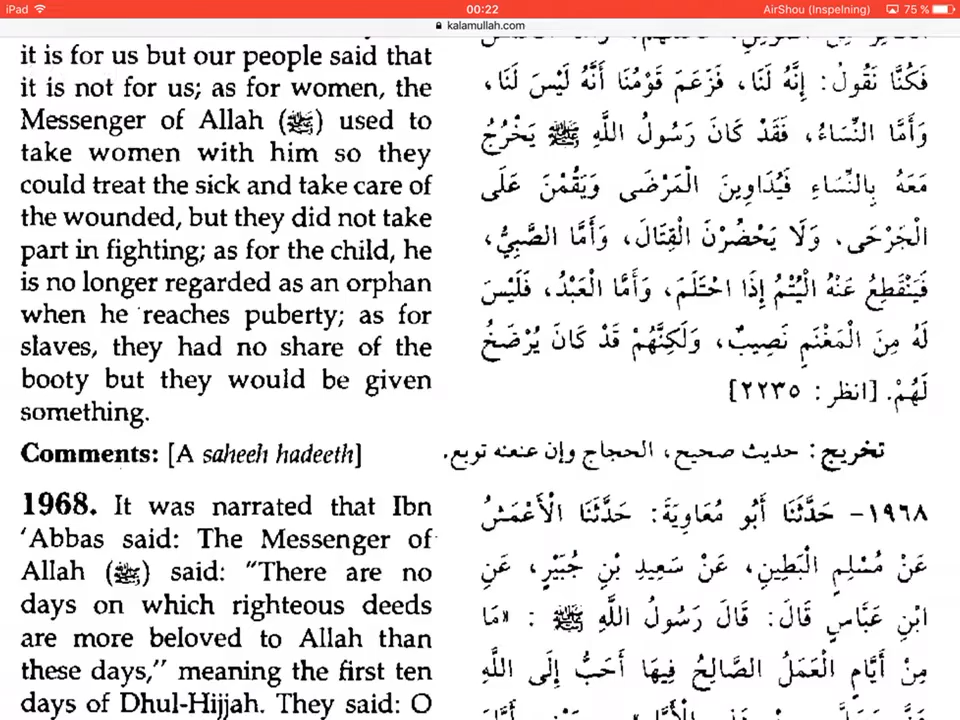 iPad
00:22
AirShou (Inspelning)
75 %
kalamullah.com
it is for us but our people said that
it is not for us; as for women, the
Messenger of Allah (ﷺ) used to
take women with him so they
could treat the sick and take care of
the wounded, but they did not take
part in fighting; as for the child, he
is no longer regarded as an orphan
when he reaches puberty; as for
slaves, they had no share of the
booty but they would be given
something.
فَكُنَّا نَقُولُ: إِنَّهُ لَنَا، فَزَعَمَ قَوْمُنَا أَنَّهُ لَيْسَ لَنَا،
وَأَمَّا النِّسَاءُ، فَقَدْ كَانَ رَسُولُ اللَّهِ ﷺ يَخْرُجُ
مَعَهُ بِالنِّسَاءِ فَيُدَاوِينَ الْمَرْضَى وَيَقُمْنَ عَلَى
الْجَرْحَى، وَلَا يَحْضُرْنَ الْقِتَالَ، وَأَمَّا الصَّبِيُّ،
فَيَنْقَطِعُ عَنْهُ الْيُتْمُ إِذَا احْتَلَمَ، وَأَمَّا الْعَبْدُ، فَلَيْسَ
لَهُ مِنَ الْمَغْنَمِ نَصِيبٌ، وَلَكِنَّهُمْ قَدْ كَانَ يُرْضَخُ
لَهُمْ. [انظر: ٢٢٣٥]
Comments: [A saheeh hadeeth]
تخريج: حديث صحيح، الحجاج وإن عنعنه توبع.
1968. It was narrated that Ibn
'Abbas said: The Messenger of
Allah (ﷺ) said: "There are no
days on which righteous deeds
are more beloved to Allah than
these days," meaning the first ten
days of Dhul-Hijjah. They said: O
١٩٦٨- حَدَّثَنَا أَبُو مُعَاوِيَةَ: حَدَّثَنَا الْأَعْمَشُ
عَنْ مُسْلِمٍ الْبَطِينِ، عَنْ سَعِيدِ بْنِ جُبَيْرٍ، عَنِ
ابْنِ عَبَّاسٍ قَالَ: قَالَ رَسُولُ اللَّهِ ﷺ : «مَا
مِنْ أَيَّامٍ الْعَمَلُ الصَّالِحُ فِيهَا أَحَبُّ إِلَى اللَّهِ